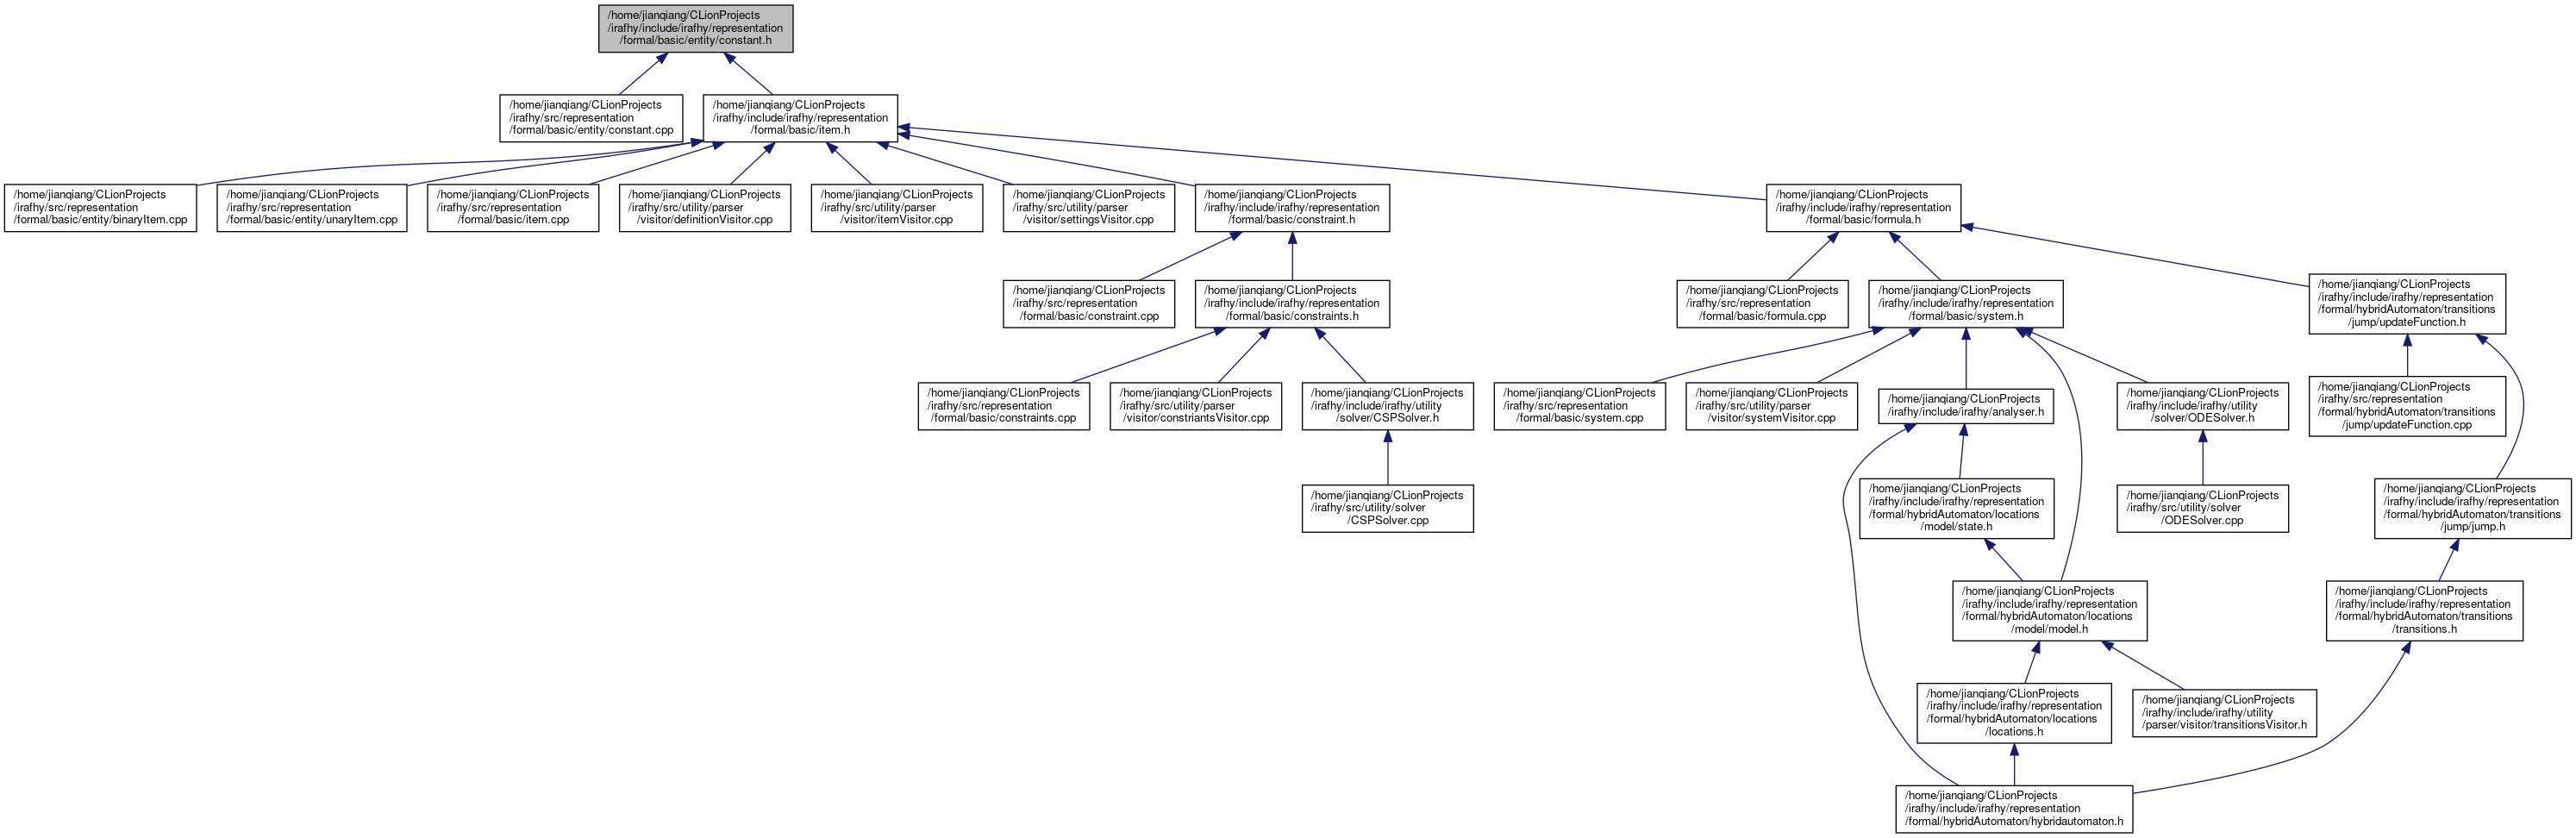 /home/jianqiang/CLionProjects
/irafhy/include/irafhy/representation
/formal/basic/entity/constant.h
/home/jianqiang/CLionProjects
/irafhy/src/representation
/formal/basic/entity/constant.cpp
/home/jianqiang/CLionProjects
/irafhy/include/irafhy/representation
/formal/basic/item.h
/home/jianqiang/CLionProjects
/irafhy/src/representation
/formal/basic/entity/binaryItem.cpp
/home/jianqiang/CLionProjects
/irafhy/src/representation
/formal/basic/entity/unaryItem.cpp
/home/jianqiang/CLionProjects
/irafhy/src/representation
/formal/basic/item.cpp
/home/jianqiang/CLionProjects
/irafhy/src/utility/parser
/visitor/definitionVisitor.cpp
/home/jianqiang/CLionProjects
/irafhy/src/utility/parser
/visitor/itemVisitor.cpp
/home/jianqiang/CLionProjects
/irafhy/src/utility/parser
/visitor/settingsVisitor.cpp
/home/jianqiang/CLionProjects
/irafhy/include/irafhy/representation
/formal/basic/constraint.h
/home/jianqiang/CLionProjects
/irafhy/include/irafhy/representation
/formal/basic/formula.h
/home/jianqiang/CLionProjects
/irafhy/src/representation
/formal/basic/constraint.cpp
/home/jianqiang/CLionProjects
/irafhy/include/irafhy/representation
/formal/basic/constraints.h
/home/jianqiang/CLionProjects
/irafhy/src/representation
/formal/basic/formula.cpp
/home/jianqiang/CLionProjects
/irafhy/include/irafhy/representation
/formal/basic/system.h
/home/jianqiang/CLionProjects
/irafhy/include/irafhy/representation
/formal/hybridAutomaton/transitions
/jump/updateFunction.h
/home/jianqiang/CLionProjects
/irafhy/src/representation
/formal/basic/constraints.cpp
/home/jianqiang/CLionProjects
/irafhy/src/utility/parser
/visitor/constriantsVisitor.cpp
/home/jianqiang/CLionProjects
/irafhy/include/irafhy/utility
/solver/CSPSolver.h
/home/jianqiang/CLionProjects
/irafhy/src/representation
/formal/basic/system.cpp
/home/jianqiang/CLionProjects
/irafhy/src/utility/parser
/visitor/systemVisitor.cpp
/home/jianqiang/CLionProjects
/irafhy/include/irafhy/analyser.h
/home/jianqiang/CLionProjects
/irafhy/include/irafhy/utility
/solver/ODESolver.h
/home/jianqiang/CLionProjects
/irafhy/src/representation
/formal/hybridAutomaton/transitions
/jump/updateFunction.cpp
/home/jianqiang/CLionProjects
/irafhy/src/utility/solver
/CSPSolver.cpp
/home/jianqiang/CLionProjects
/irafhy/include/irafhy/representation
/formal/hybridAutomaton/locations
/model/state.h
/home/jianqiang/CLionProjects
/irafhy/src/utility/solver
/ODESolver.cpp
/home/jianqiang/CLionProjects
/irafhy/include/irafhy/representation
/formal/hybridAutomaton/transitions
/jump/jump.h
/home/jianqiang/CLionProjects
/irafhy/include/irafhy/representation
/formal/hybridAutomaton/locations
/model/model.h
/home/jianqiang/CLionProjects
/irafhy/include/irafhy/representation
/formal/hybridAutomaton/transitions
/transitions.h
/home/jianqiang/CLionProjects
/irafhy/include/irafhy/representation
/formal/hybridAutomaton/locations
/locations.h
/home/jianqiang/CLionProjects
/irafhy/include/irafhy/utility
/parser/visitor/transitionsVisitor.h
/home/jianqiang/CLionProjects
/irafhy/include/irafhy/representation
/formal/hybridAutomaton/hybridautomaton.h